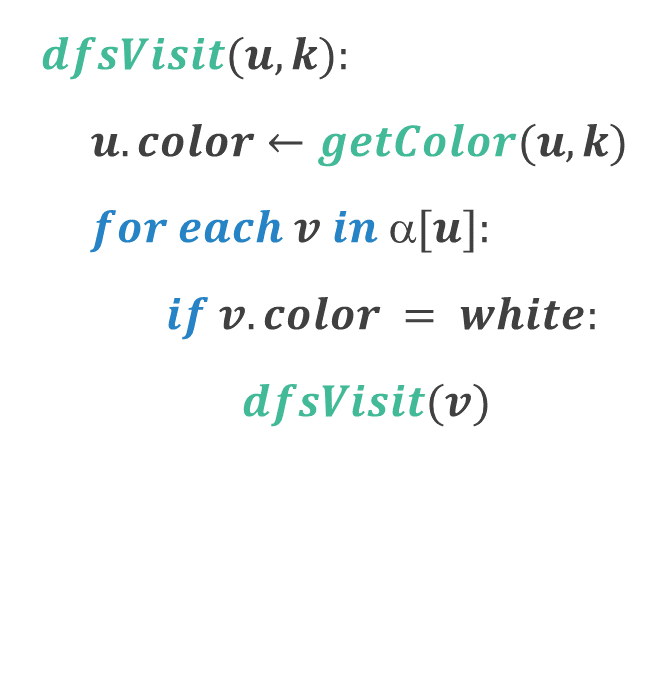 dfsVisit(u, k):
u.color ← getColor(u, k)
for each v in α[u]:
if v.color = white:
dfsVisit(v)